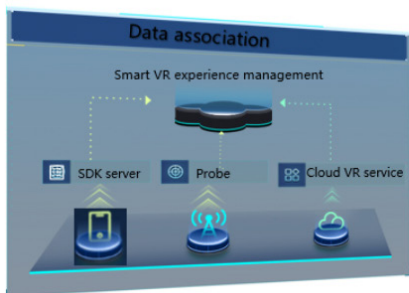 Data association
Smart VR experience management
SDK server
Probe
Cloud VR service